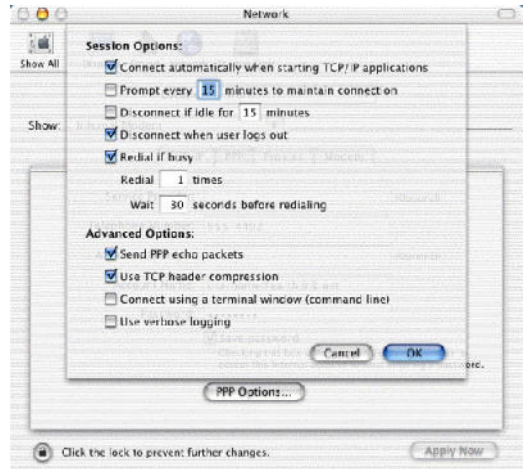 Network
Show All
Session Options:
Connect automatically when starting TCP/IP applications
Prompt every 15 minutes to maintain connection
Disconnect if idle for 15 minutes
Disconnect when user logs out
Show:
Redial if busy
Redial 1 times
Wait 30 seconds before redialing
Advanced Options:
Send PPP echo packets
Use TCP header compression
Connect using a terminal window (command line)
Use verbose logging
Save password
Cancel OK
PPP Options...
Click the lock to prevent further changes.
Apply Now